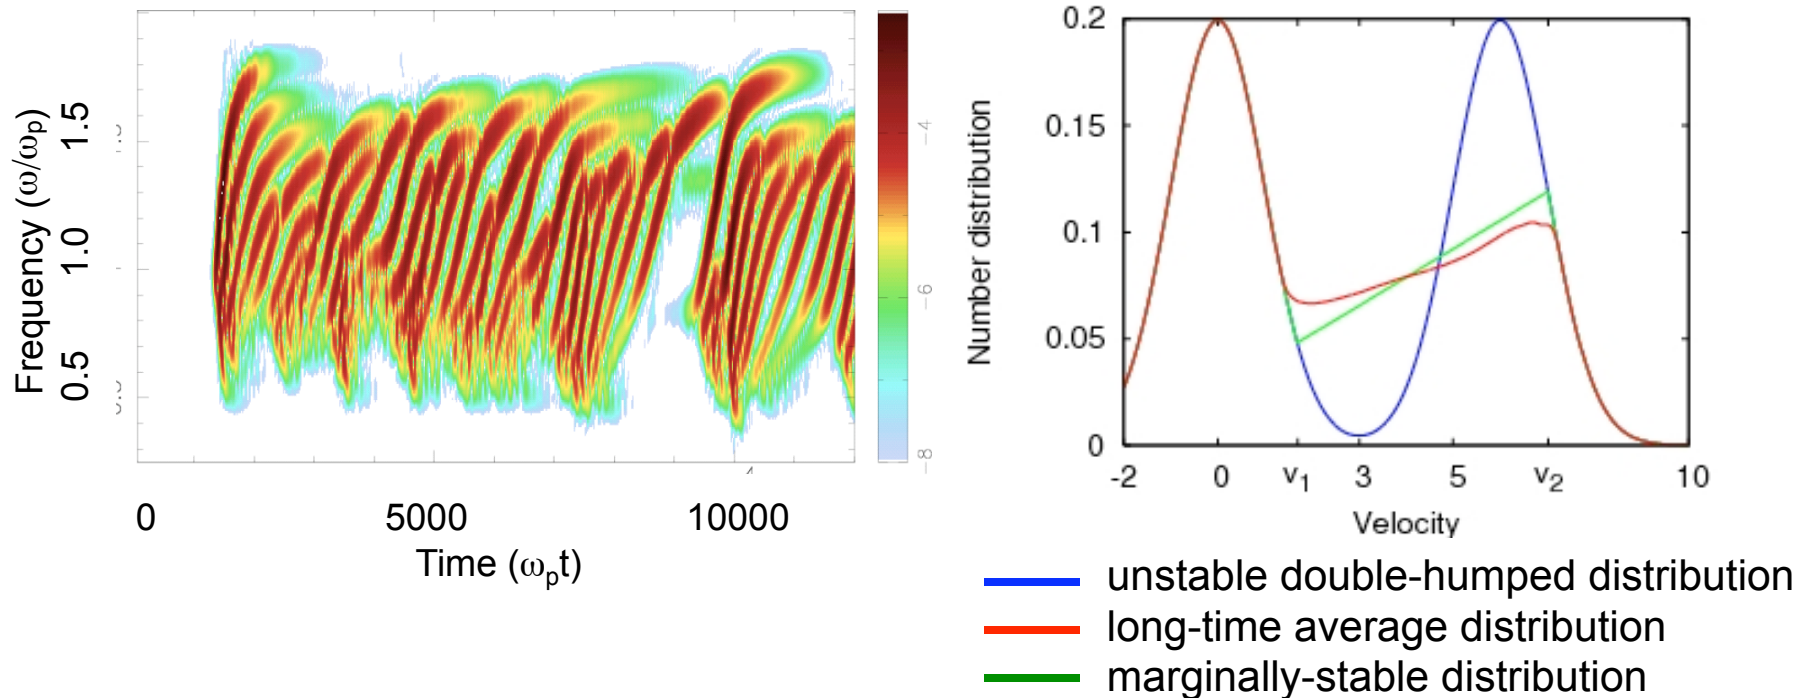 Frequency (ω/ωp)
1.5
1.0
0.5
0
5000
10000
Time (ωpt)
−4
−6
−8
Number distribution
0.2
0.15
0.1
0.05
0
-2
0
v1
3
5
v2
10
Velocity
unstable double-humped distribution
long-time average distribution
marginally-stable distribution